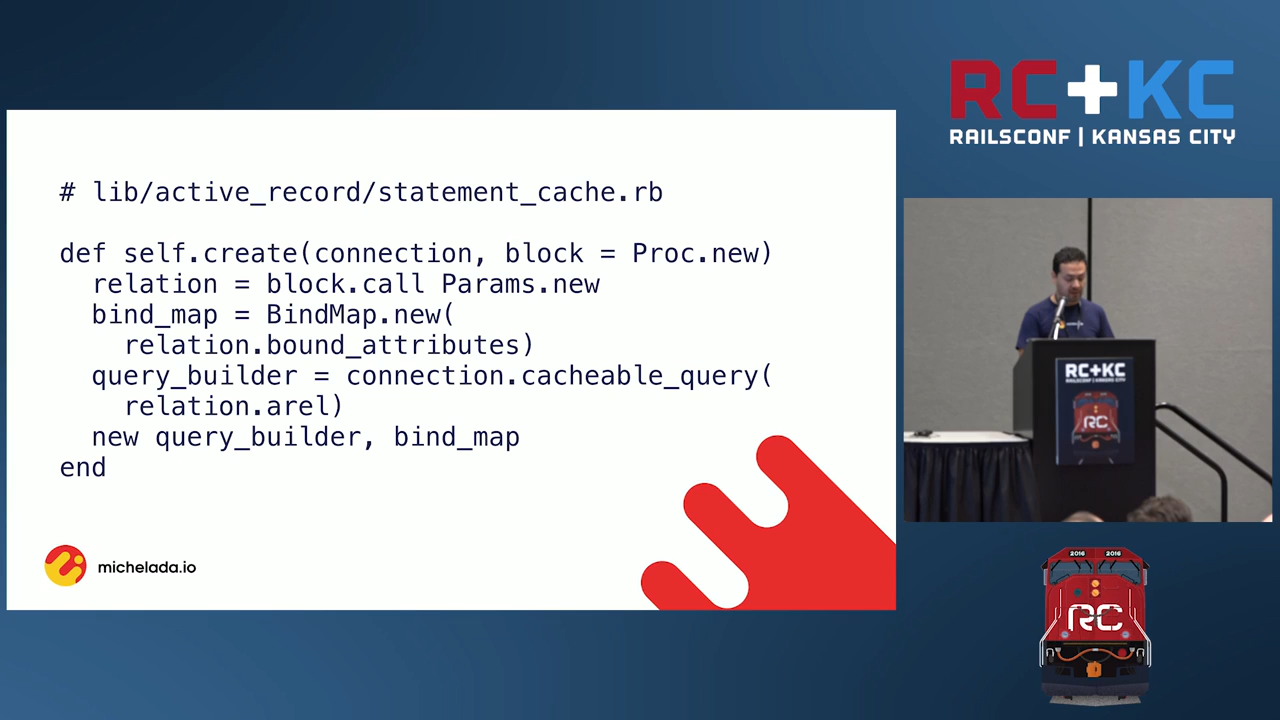 # lib/active_record/statement_cache.rb
def self.create(connection, block = Proc.new)
  relation = block.call Params.new
  bind_map = BindMap.new(
    relation.bound_attributes)
  query_builder = connection.cacheable_query(
    relation.arel)
  new query_builder, bind_map
end
michelada.io
RC+KC
RAILSCONF | KANSAS CITY
RC+KC
RAILSCONF | KANSAS CITY
RC
2016 2016
RC